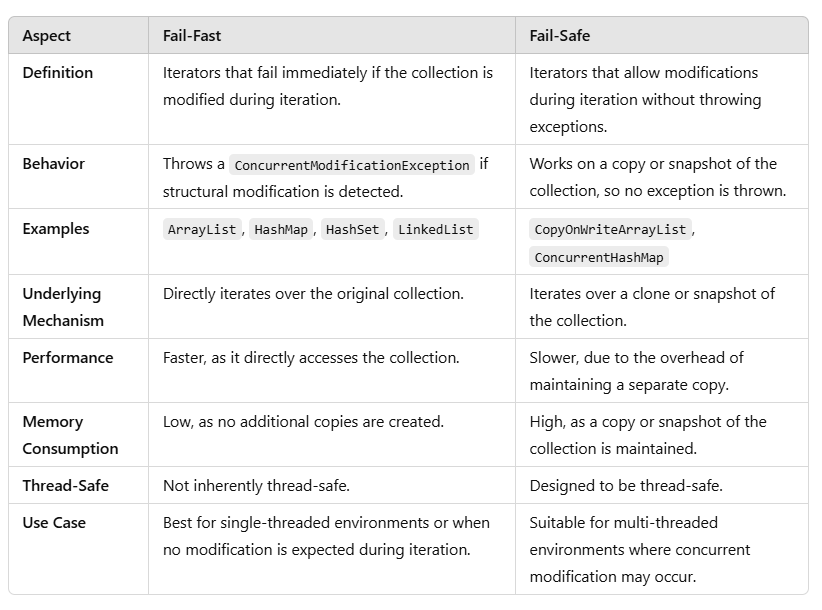 Aspect Fail-Fast Fail-Safe
Definition Iterators that fail immediately if the collection is Iterators that allow modifications
modified during iteration. during iteration without throwing
exceptions.
Behavior Throws a ConcurrentModificationException if Works on a copy or snapshot of the
structural modification is detected. collection, so no exception is thrown.
Examples ArrayList, HashMap, HashSet, LinkedList CopyOnWriteArrayList,
ConcurrentHashMap
Underlying Directly iterates over the original collection. Iterates over a clone or snapshot of
Mechanism the collection.
Performance Faster, as it directly accesses the collection. Slower, due to the overhead of
maintaining a separate copy.
Memory Low, as no additional copies are created. High, as a copy or snapshot of the
Consumption collection is maintained.
Thread-Safe Not inherently thread-safe. Designed to be thread-safe.
Use Case Best for single-threaded environments or when Suitable for multi-threaded
no modification is expected during iteration. environments where concurrent
modification may occur.